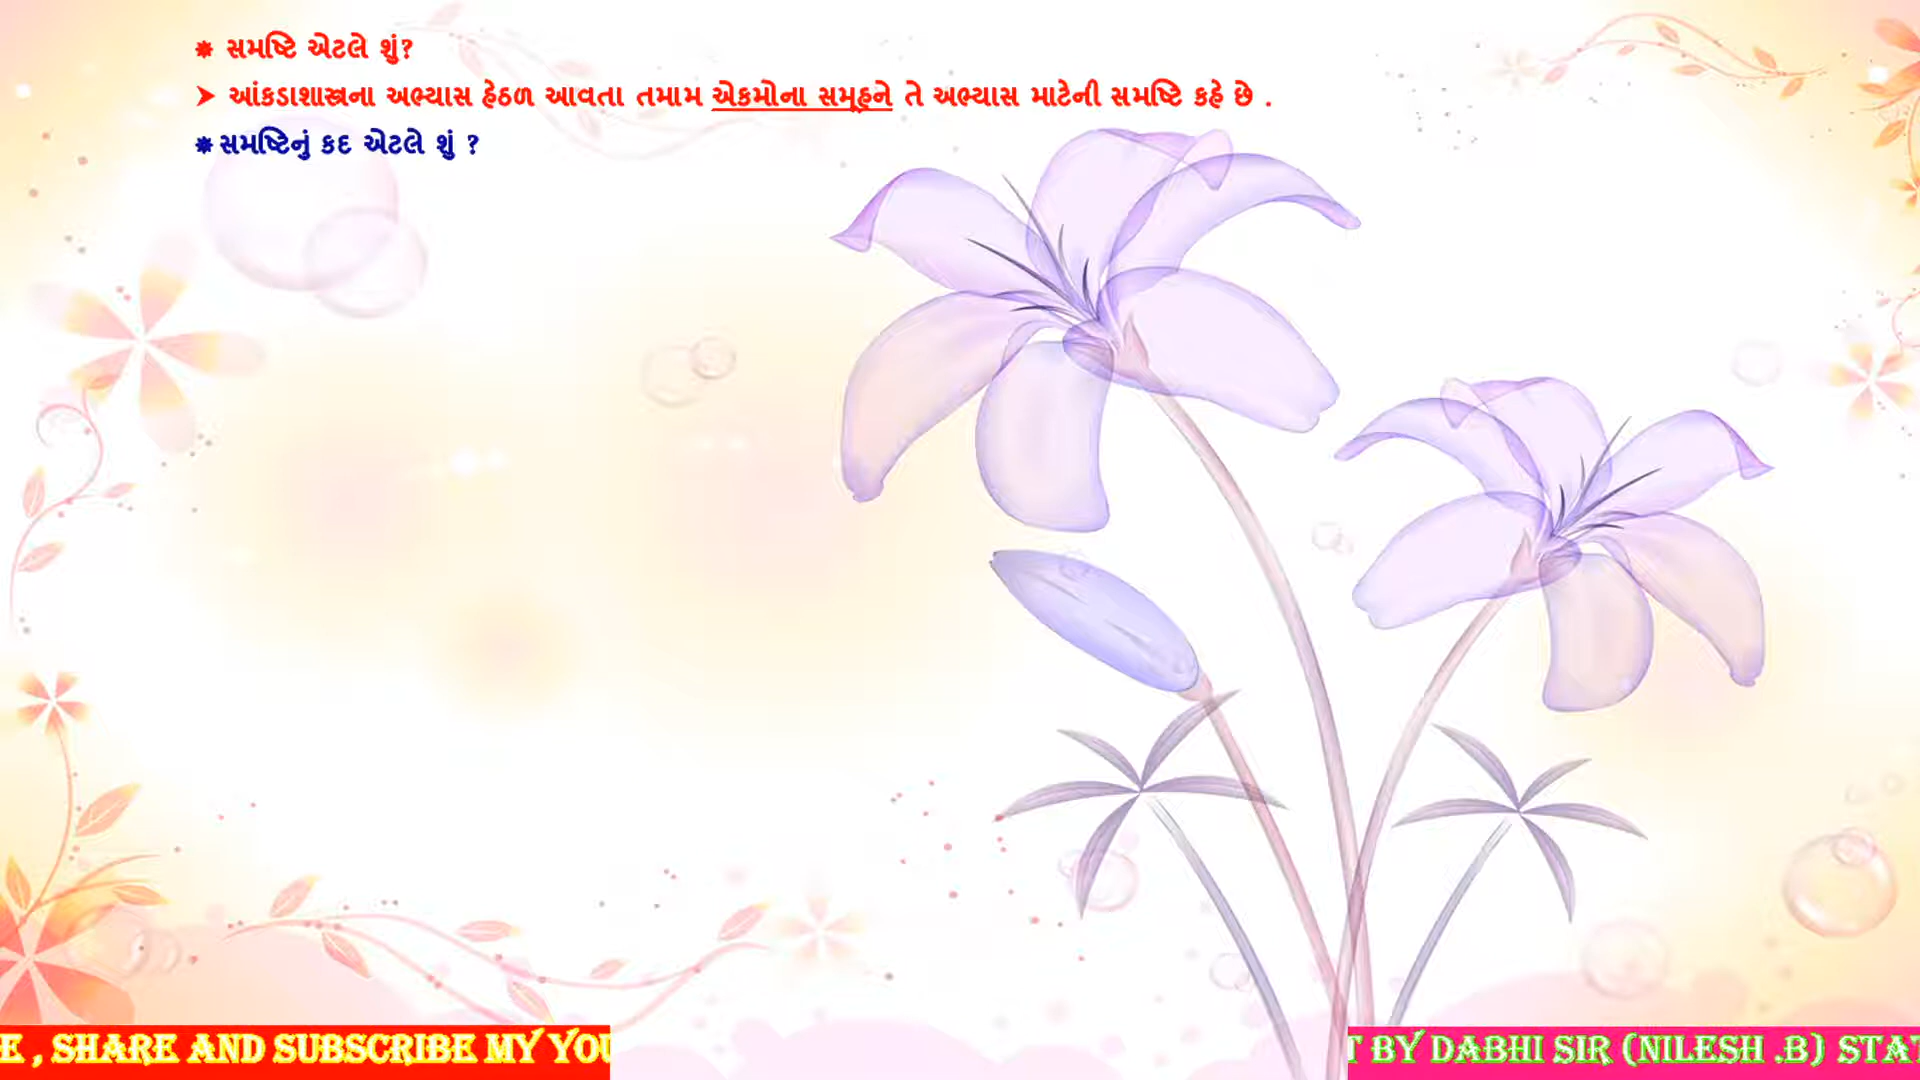 ✸ સમષ્ટિ એટલે શું?
➤ આંકડાશાસ્ત્રના અભ્યાસ હેઠળ આવતા તમામ એકમોના સમૂહને તે અભ્યાસ માટેની સમષ્ટિ કહે છે .
✸ સમષ્ટિનું કદ એટલે શું ?
E , SHARE AND SUBSCRIBE MY YOU
T BY DABHI SIR (NILESH .B) STAT